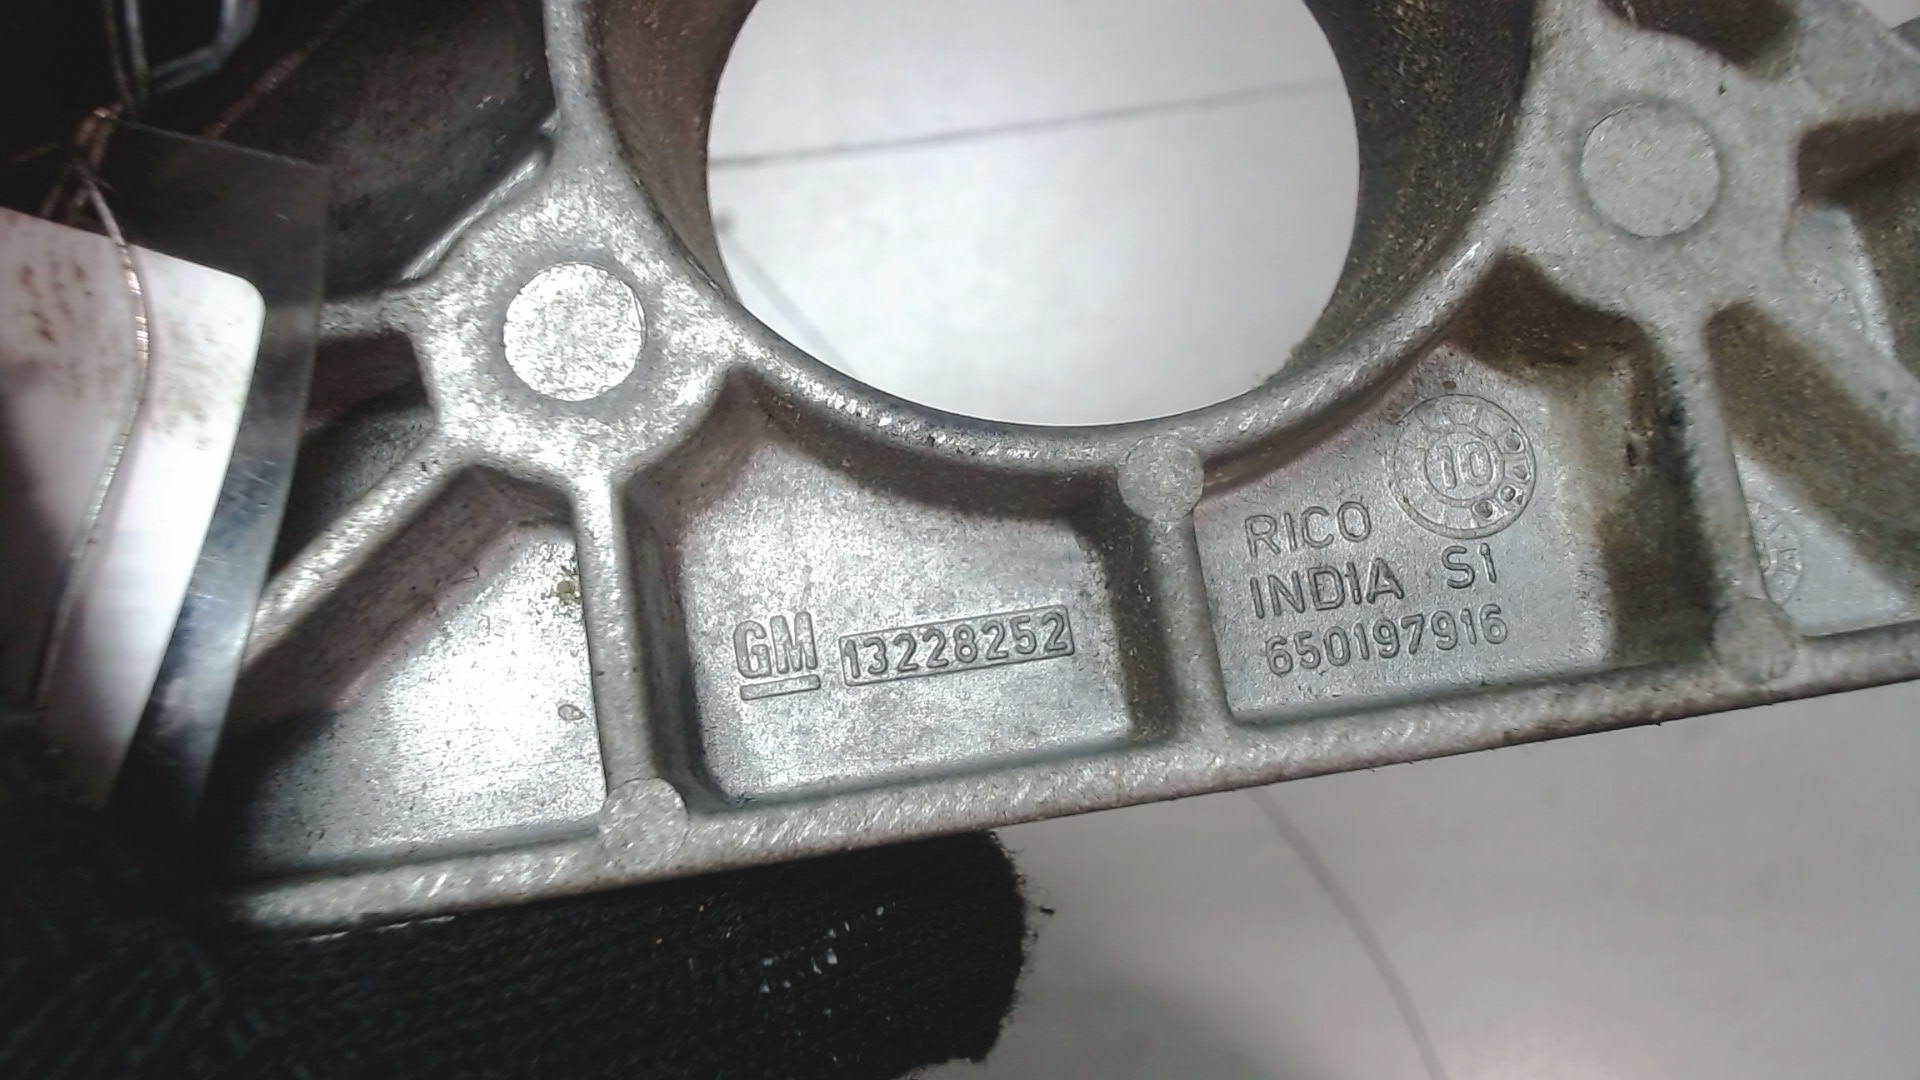 GM 13228252
10
RICO
INDIA S1
650197916